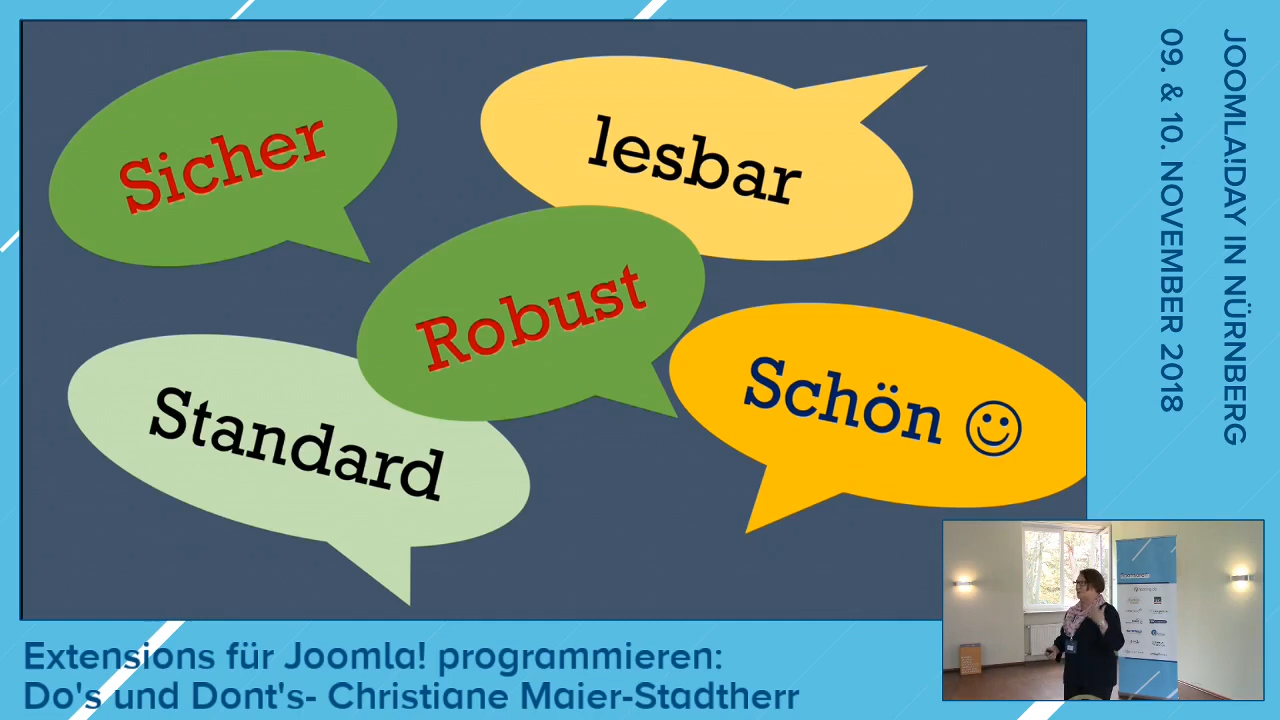 Sicher
lesbar
Robust
Standard
Schön ☺
JOOMLA!DAY IN NÜRNBERG
09. & 10. NOVEMBER 2018
Extensions für Joomla! programmieren:
Do's und Dont's- Christiane Maier-Stadtherr